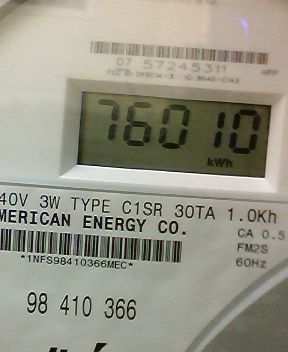 07 57245311
76010
kWh
40V 3W TYPE C1SR 30TA 1.0Kh
MERICAN ENERGY CO.
CA 0.5
FM2S
60Hz
*1NFS98410366MEC*
98 410 366